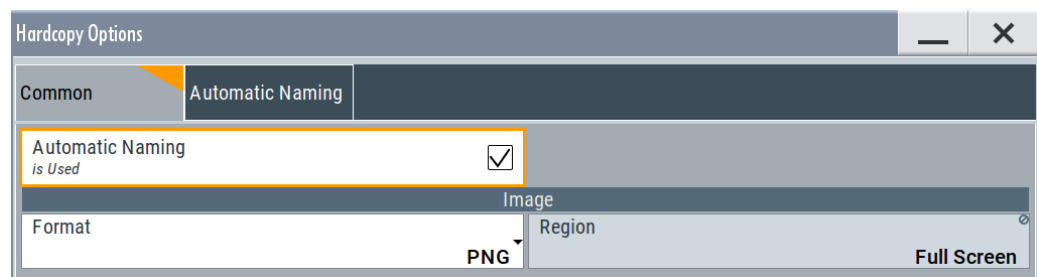 Hardcopy Options
Common
Automatic Naming
Automatic Naming
is Used
Image
Format
PNG
Region
Full Screen